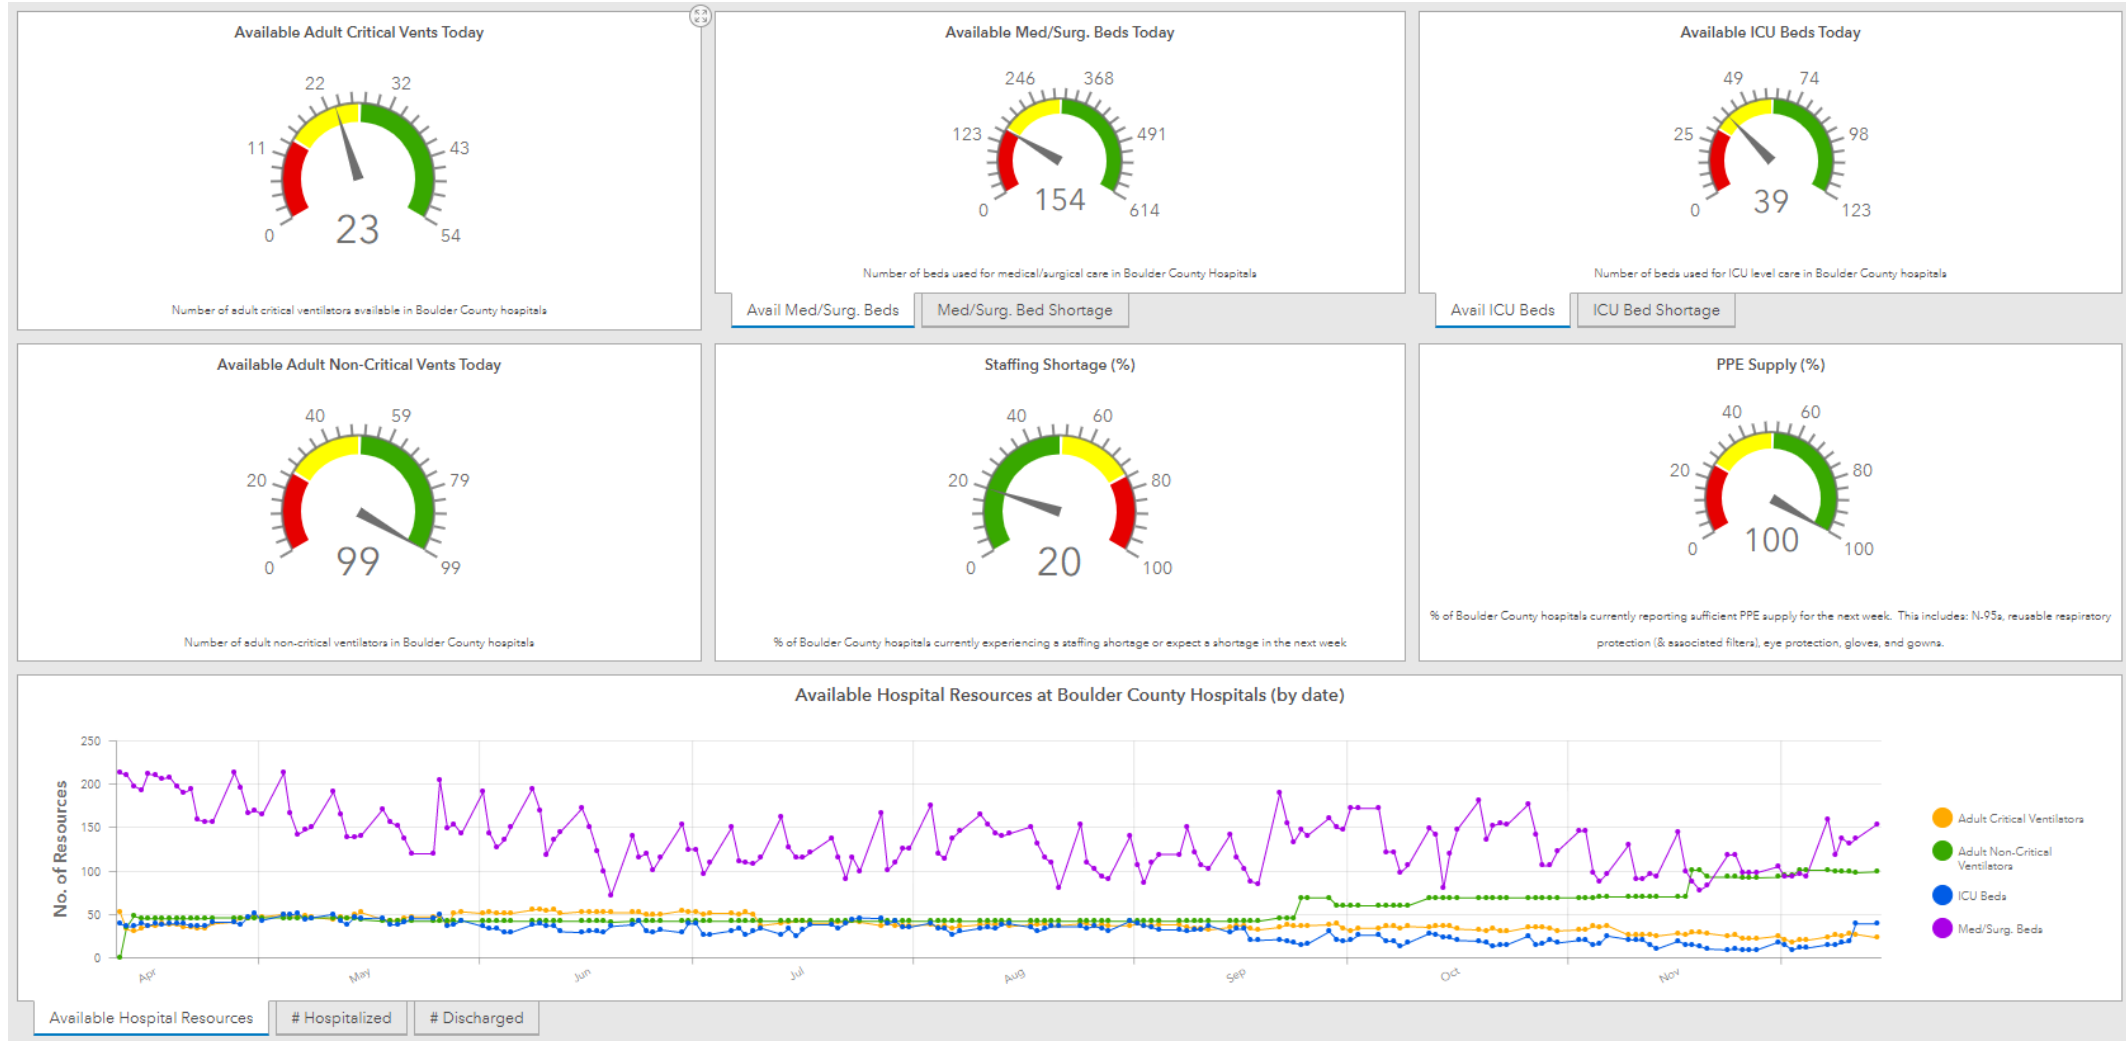 Available Adult Critical Vents Today
22
32
11
43
0
54
23
Number of adult critical ventilators available in Boulder County hospitals
Available Med/Surg. Beds Today
246
368
123
491
0
614
154
Number of beds used for medical/surgical care in Boulder County Hospitals
Avail Med/Surg. Beds
Med/Surg. Bed Shortage
Available ICU Beds Today
49
74
25
98
0
123
39
Number of beds used for ICU level care in Boulder County hospitals
Avail ICU Beds
ICU Bed Shortage
Available Adult Non-Critical Vents Today
40
59
20
79
0
99
99
Number of adult non-critical ventilators in Boulder County hospitals
Staffing Shortage (%)
40
60
20
80
0
100
20
% of Boulder County hospitals currently experiencing a staffing shortage or expect a shortage in the next week
PPE Supply (%)
40
60
20
80
0
100
100
% of Boulder County hospitals currently reporting sufficient PPE supply for the next week. This includes: N-95s, reusable respiratory
protection (& associated filters), eye protection, gloves, and gowns.
Available Hospital Resources at Boulder County Hospitals (by date)
No. of Resources
250
200
150
100
50
0
Apr
May
Jun
Jul
Aug
Sep
Oct
Nov
Adult Critical Ventilators
Adult Non-Critical
Ventilators
ICU Beds
Med/Surg. Beds
Available Hospital Resources
# Hospitalized
# Discharged